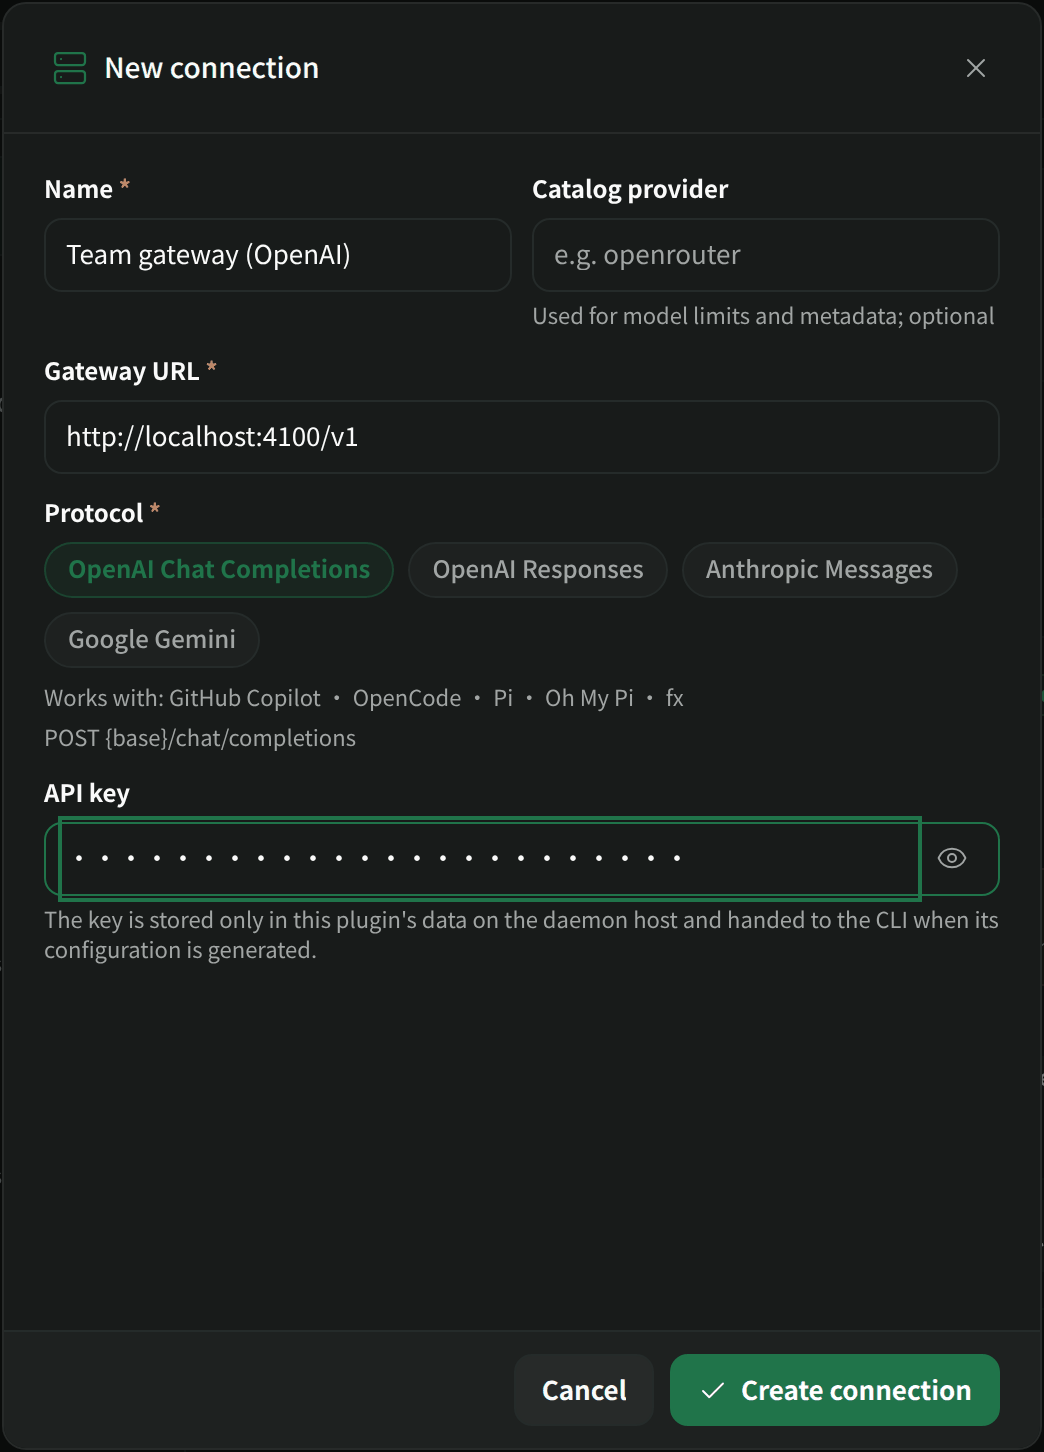 New connection
Name *
Catalog provider
Team gateway (OpenAI)
e.g. openrouter
Used for model limits and metadata; optional
Gateway URL *
http://localhost:4100/v1
Protocol *
OpenAI Chat Completions
OpenAI Responses
Anthropic Messages
Google Gemini
Works with: GitHub Copilot • OpenCode • Pi • Oh My Pi • fx
POST {base}/chat/completions
API key
••••••••••••••••••••••••
The key is stored only in this plugin's data on the daemon host and handed to the CLI when its
configuration is generated.
Cancel
Create connection